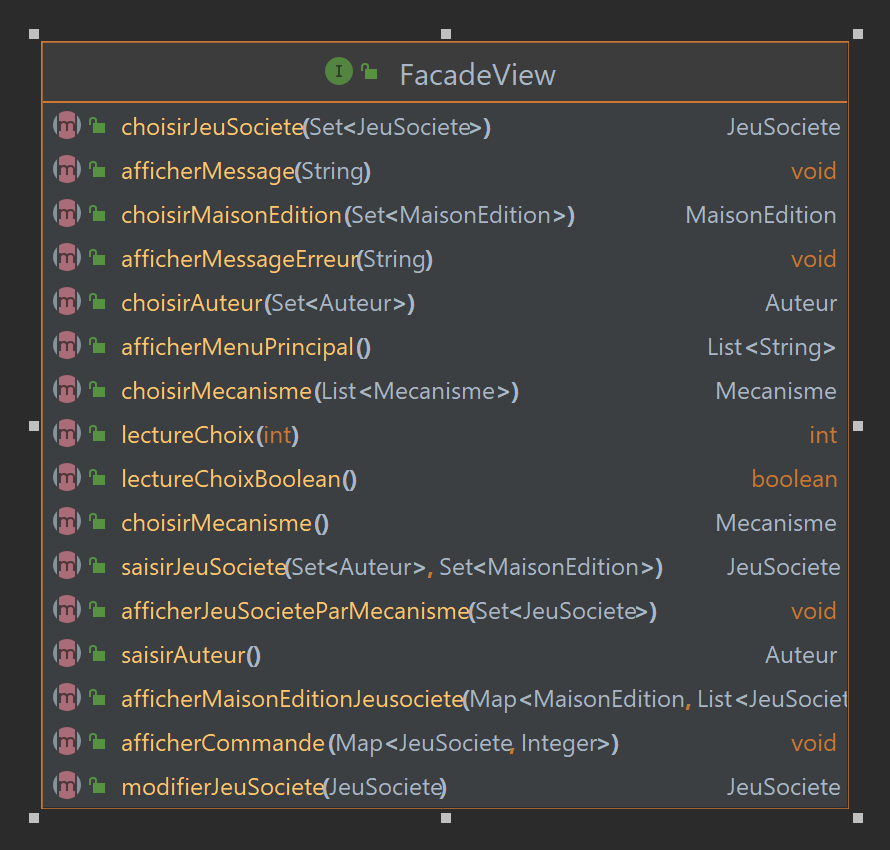 I FacadeView
m choisirJeuSociete(Set<JeuSociete>) JeuSociete
m afficherMessage(String) void
m choisirMaisonEdition(Set<MaisonEdition>) MaisonEdition
m afficherMessageErreur(String) void
m choisirAuteur(Set<Auteur>) Auteur
m afficherMenuPrincipal() List<String>
m choisirMecanisme(List<Mecanisme>) Mecanisme
m lectureChoix(int) int
m lectureChoixBoolean() boolean
m choisirMecanisme() Mecanisme
m saisirJeuSociete(Set<Auteur>, Set<MaisonEdition>) JeuSociete
m afficherJeuSocieteParMecanisme(Set<JeuSociete>) void
m saisirAuteur() Auteur
m afficherMaisonEditionJeusociete(Map<MaisonEdition, List<JeuSociet
m afficherCommande(Map<JeuSociete, Integer>) void
m modifierJeuSociete(JeuSociete) JeuSociete